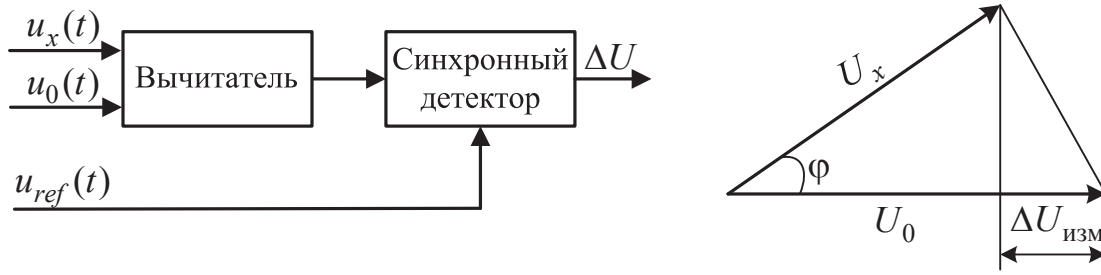 u_x(t)
u_0(t)
Вычитатель
Синхронный
детектор
ΔU
u_ref(t)
U_x
φ
U_0
ΔU_изм